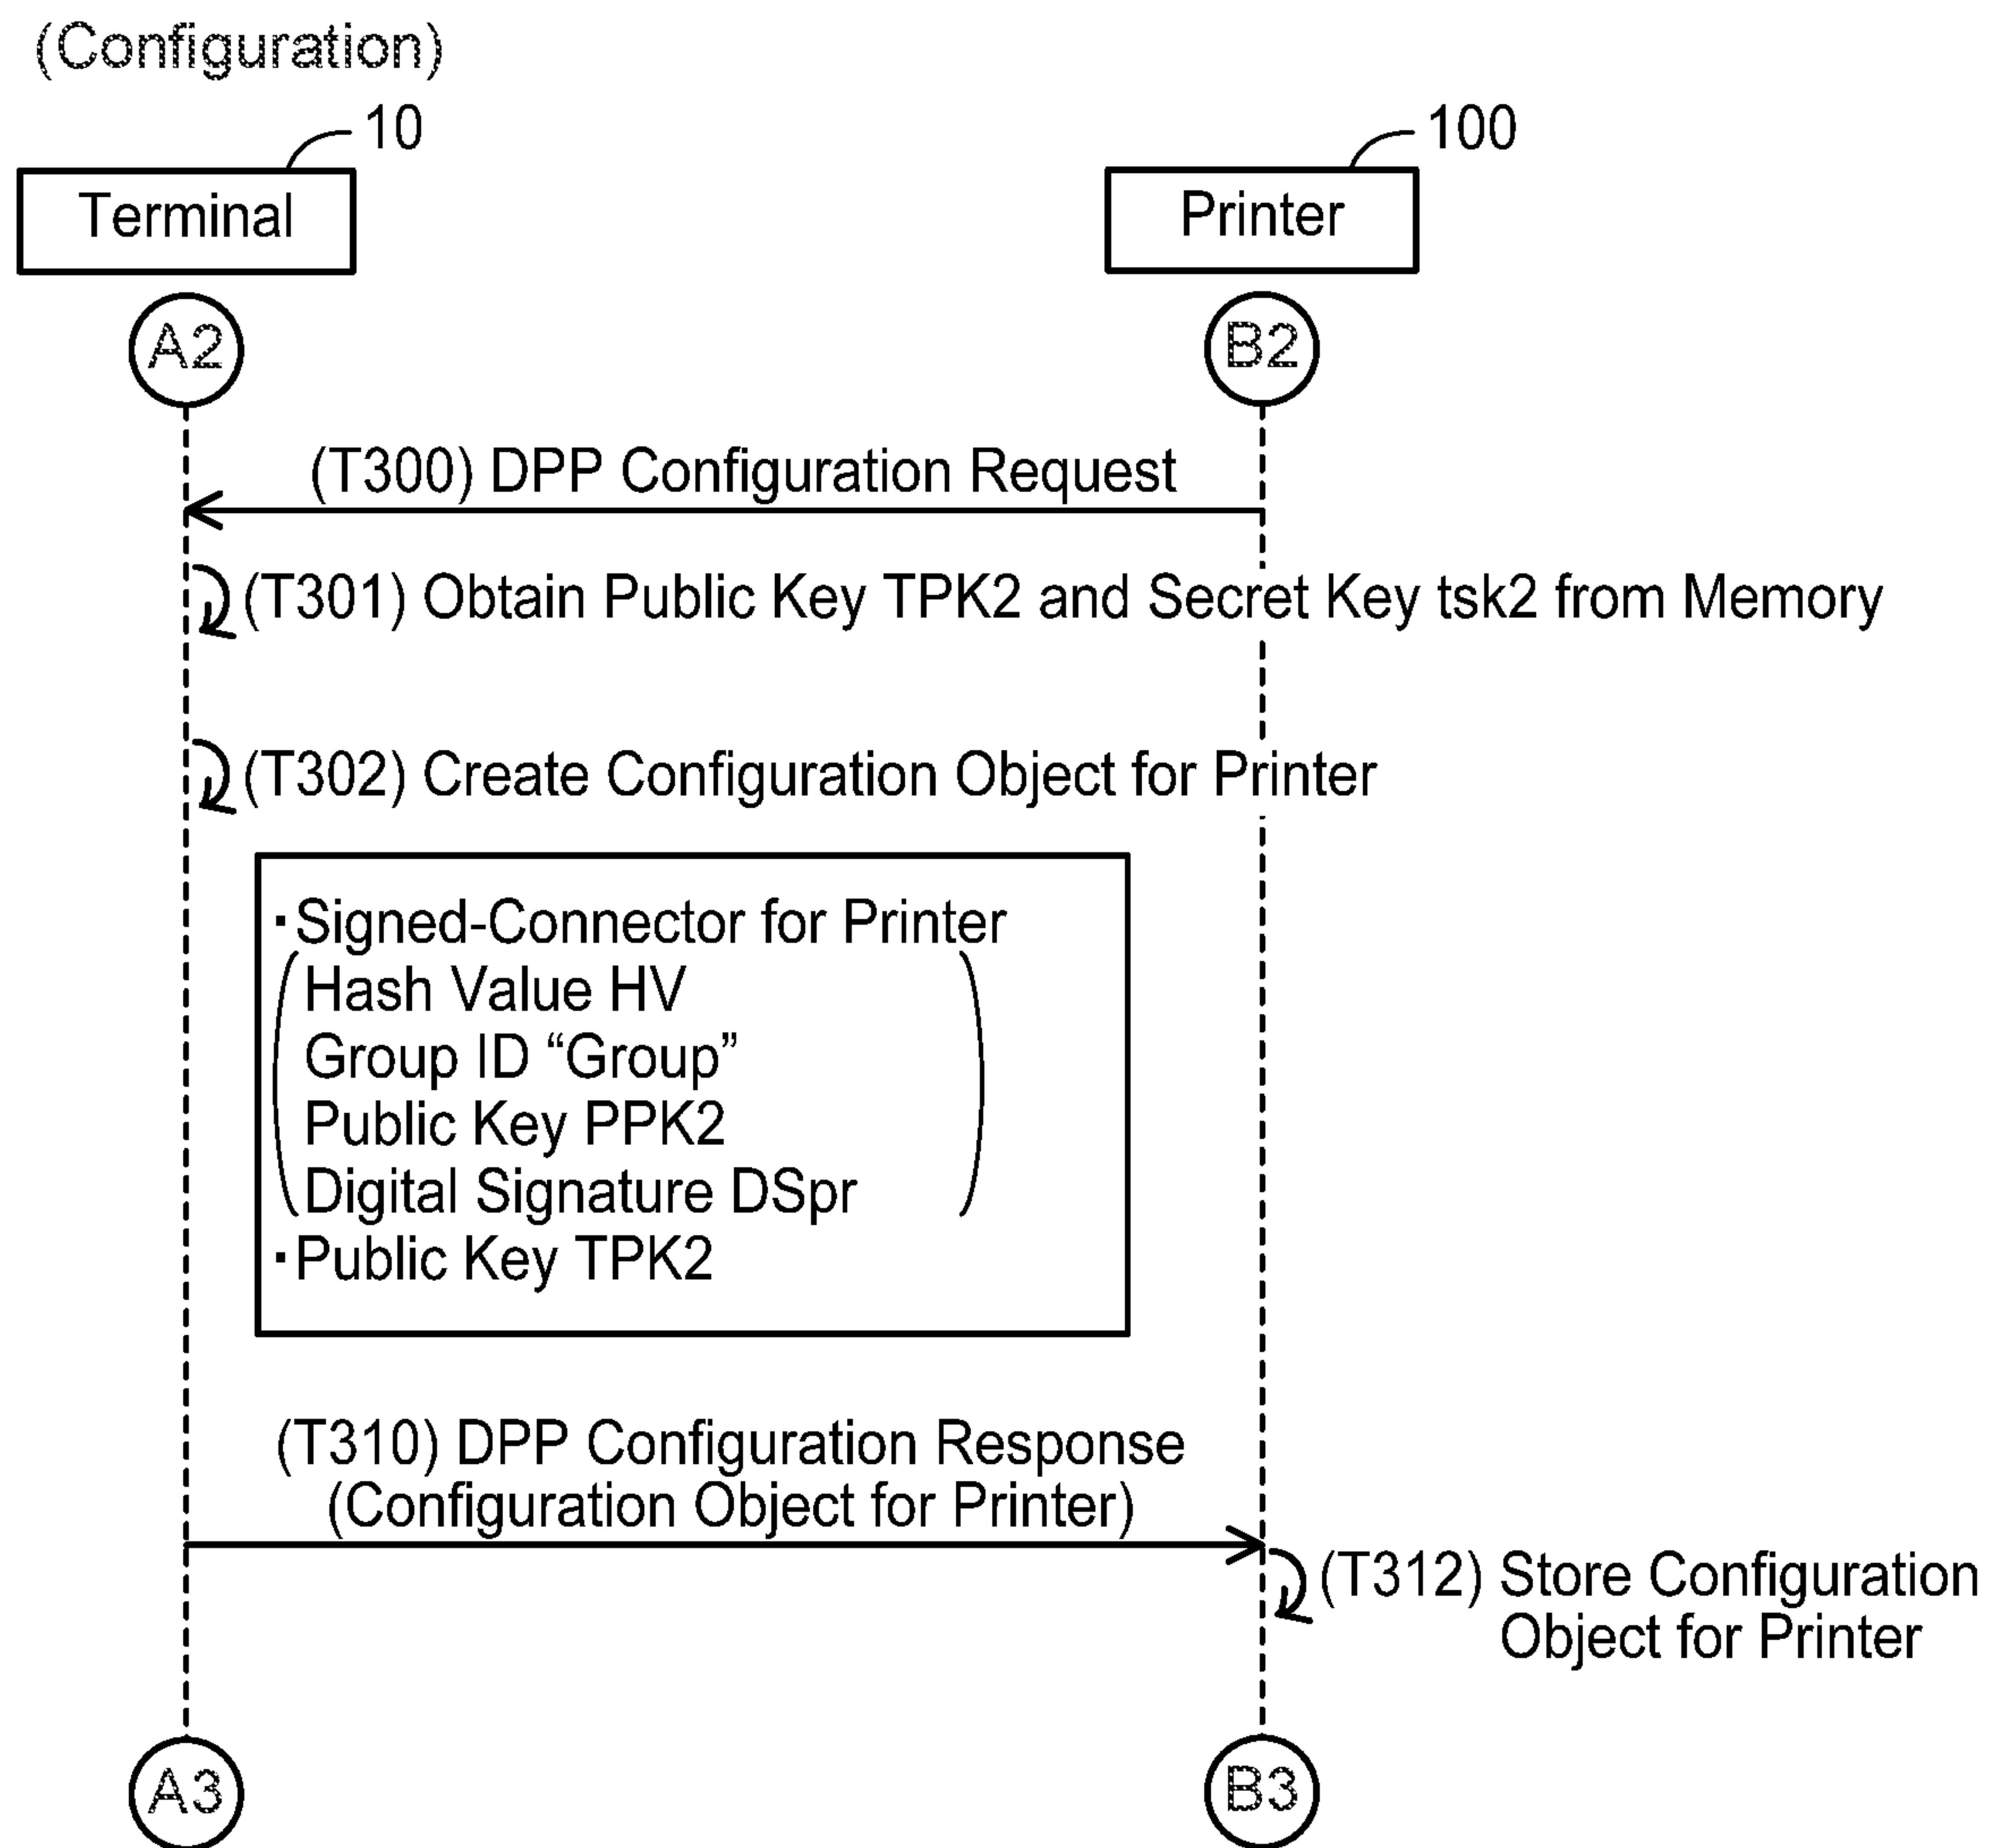 (Configuration)
10
100
Terminal
Printer
A2
B2
(T300) DPP Configuration Request
(T301) Obtain Public Key TPK2 and Secret Key tsk2 from Memory
(T302) Create Configuration Object for Printer
・Signed-Connector for Printer
Hash Value HV
Group ID “Group”
Public Key PPK2
Digital Signature DSpr
・Public Key TPK2
(T310) DPP Configuration Response
(Configuration Object for Printer)
(T312) Store Configuration
Object for Printer
A3
B3